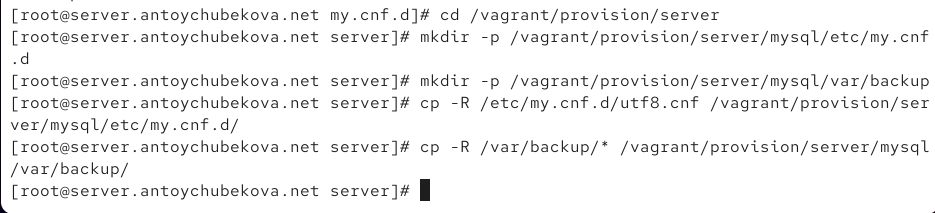 [root@server.antoychubekova.net my.cnf.d]# cd /vagrant/provision/server
[root@server.antoychubekova.net server]# mkdir -p /vagrant/provision/server/mysql/etc/my.cnf
.d
[root@server.antoychubekova.net server]# mkdir -p /vagrant/provision/server/mysql/var/backup
[root@server.antoychubekova.net server]# cp -R /etc/my.cnf.d/utf8.cnf /vagrant/provision/ser
ver/mysql/etc/my.cnf.d/
[root@server.antoychubekova.net server]# cp -R /var/backup/* /vagrant/provision/server/mysql
/var/backup/
[root@server.antoychubekova.net server]#